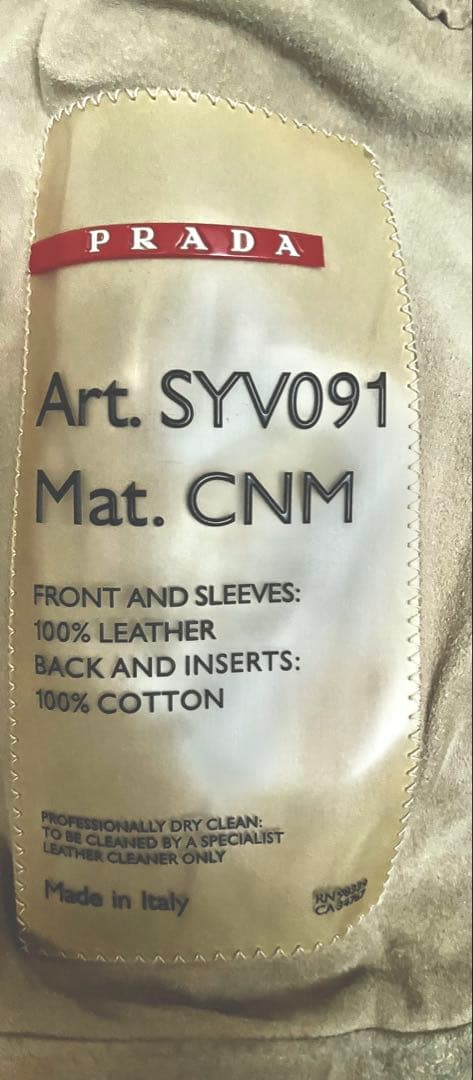 PRADA
Art. SYV091
Mat. CNM
FRONT AND SLEEVES:
100% LEATHER
BACK AND INSERTS:
100% COTTON
PROFESSIONALLY DRY CLEAN:
TO BE CLEANED BY A SPECIALIST
LEATHER CLEANER ONLY
Made in Italy